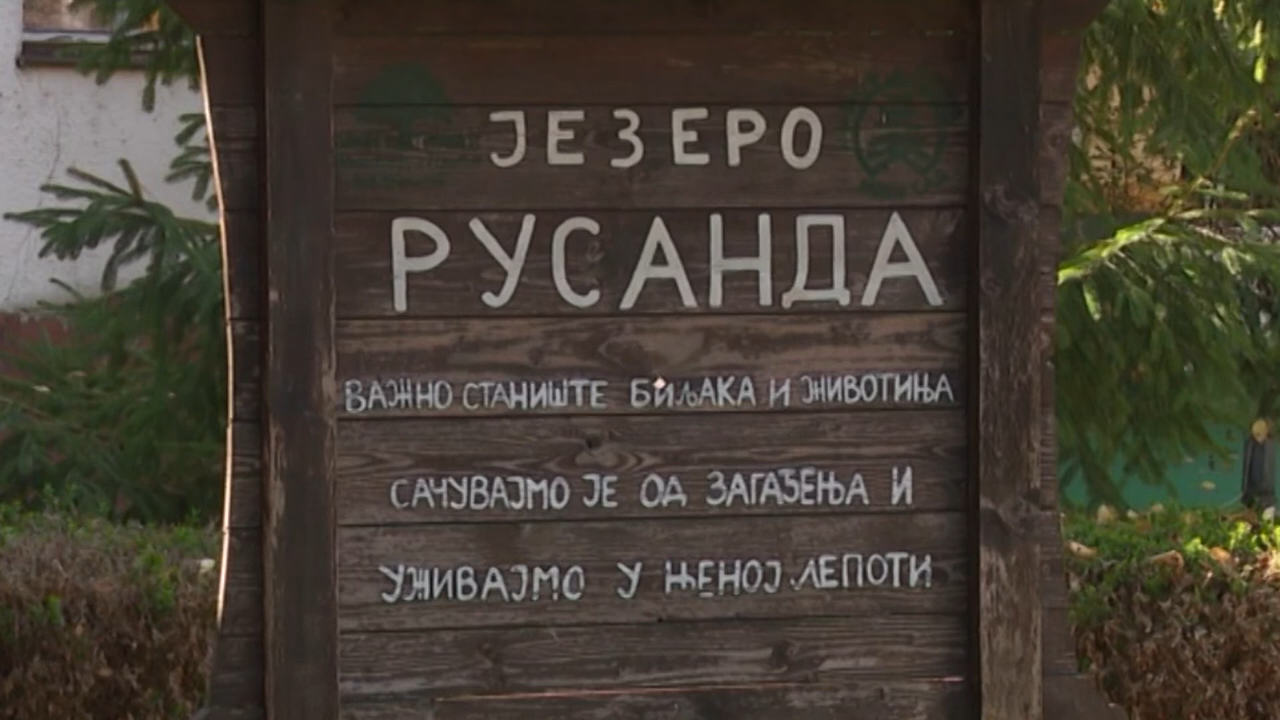 ЈЕЗЕРО
РУСАНДА
ВАЖНО СТАНИШТЕ БИЉАКА И ЖИВОТИЊА
САЧУВАЈМО ЈЕ ОД ЗАГАЂЕЊА И
УЖИВАЈМО У ЊЕНОЈ ЛЕПОТИ